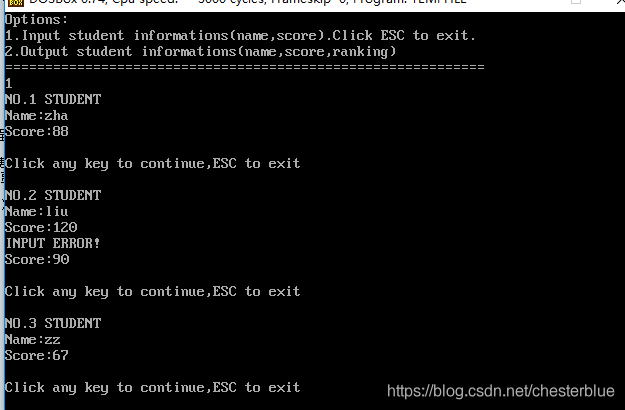 DOSBox 0.74, Cpu speed: 3000 cycles, Frameskip 0, Program: TEMPFILE
Options:
1.Input student informations(name,score).Click ESC to exit.
2.Output student informations(name,score,ranking)
============================================================
1
NO.1 STUDENT
Name:zha
Score:88
Click any key to continue,ESC to exit
NO.2 STUDENT
Name:liu
Score:120
INPUT ERROR!
Score:90
Click any key to continue,ESC to exit
NO.3 STUDENT
Name:zz
Score:67
Click any key to continue,ESC to exit
https://blog.csdn.net/chesterblue